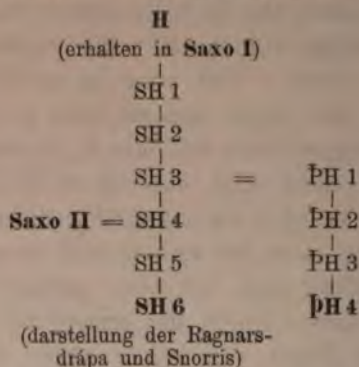 H
(erhalten in Saxo I)
SH 1
SH 2
SH 3 = ÞH 1
Saxo II = SH 4 ÞH 2
SH 5 ÞH 3
SH 6 ÞH 4
(darstellung der Ragnars-
drápa und Snorris)